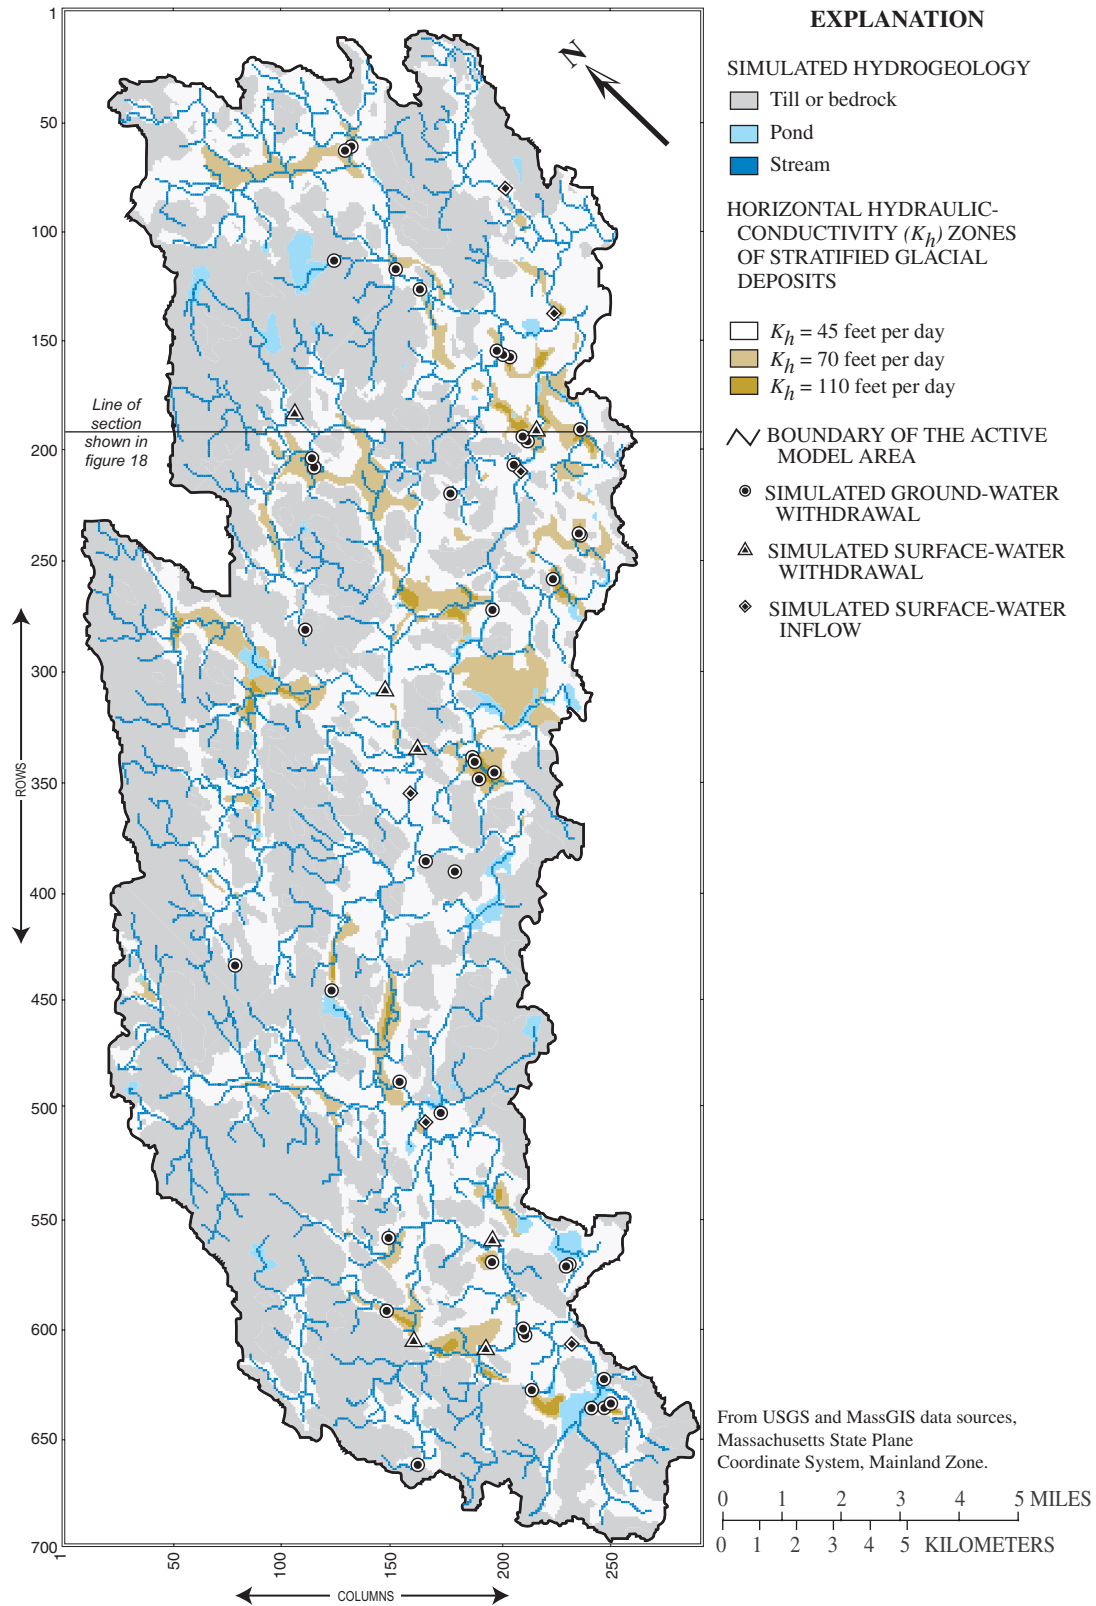 1
50
100
150
200
250
300
350
400
450
500
550
600
650
700
1
50
100
150
200
250
ROWS
COLUMNS
Line of
section
shown in
figure 18
N
EXPLANATION
SIMULATED HYDROGEOLOGY
Till or bedrock
Pond
Stream
HORIZONTAL HYDRAULIC-
CONDUCTIVITY (Kh) ZONES
OF STRATIFIED GLACIAL
DEPOSITS
Kh = 45 feet per day
Kh = 70 feet per day
Kh = 110 feet per day
BOUNDARY OF THE ACTIVE
MODEL AREA
SIMULATED GROUND-WATER
WITHDRAWAL
SIMULATED SURFACE-WATER
WITHDRAWAL
SIMULATED SURFACE-WATER
INFLOW
From USGS and MassGIS data sources,
Massachusetts State Plane
Coordinate System, Mainland Zone.
0 1 2 3 4 5 MILES
0 1 2 3 4 5 KILOMETERS